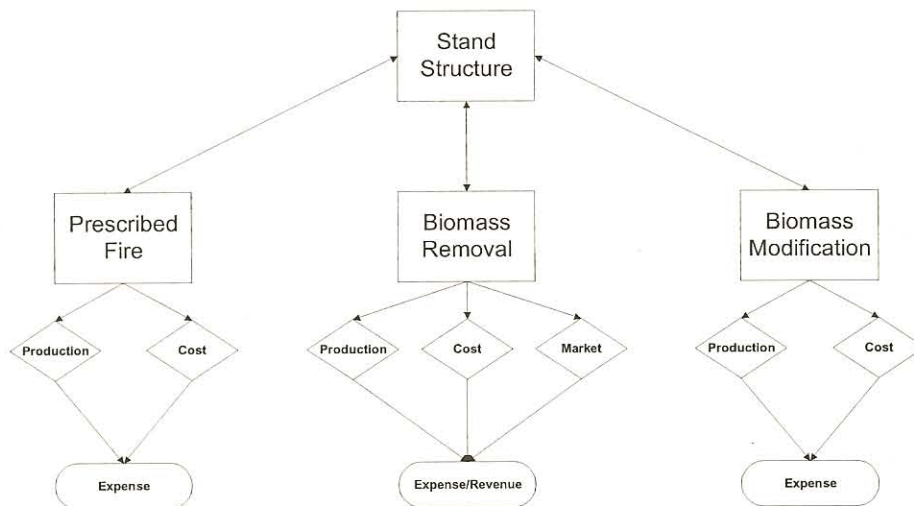 Stand
Structure
Prescribed
Fire
Biomass
Removal
Biomass
Modification
Production
Cost
Production
Cost
Market
Production
Cost
Expense
Expense/Revenue
Expense